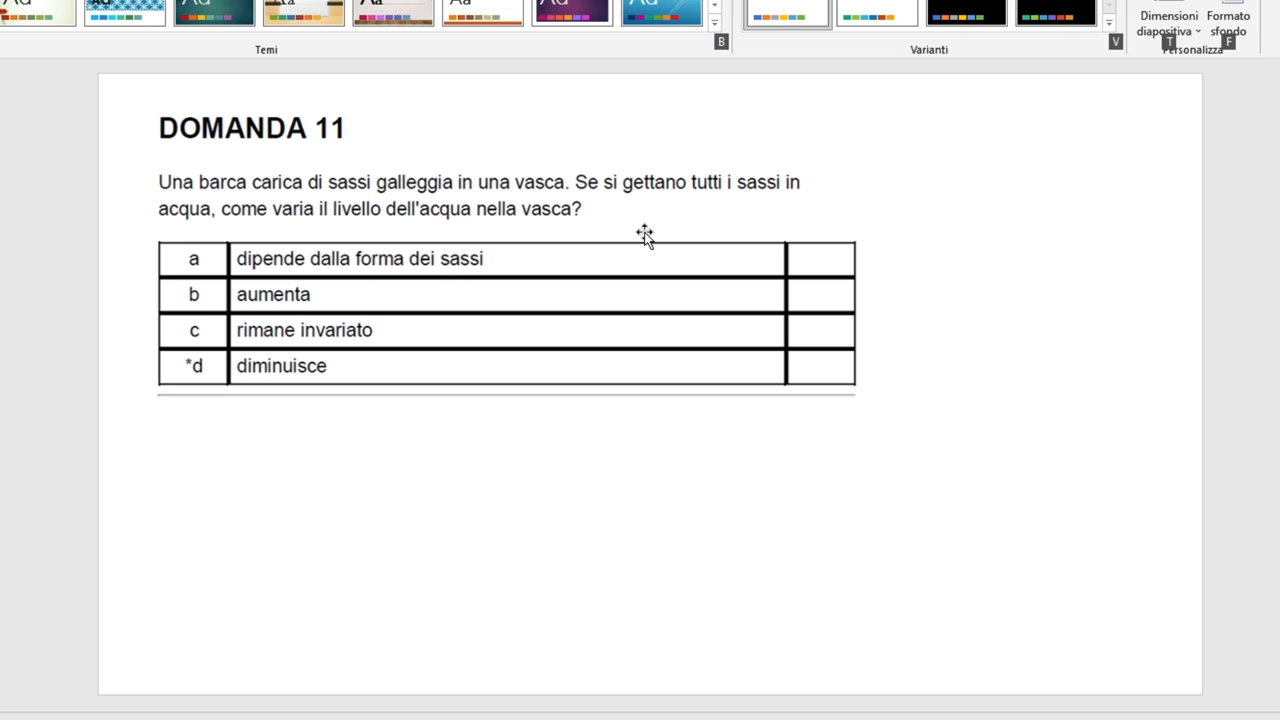 Aa
Aa
Dimensioni Formato
diapositiva sfondo
B
V
T
F
Temi
Varianti
Personalizza
DOMANDA 11
Una barca carica di sassi galleggia in una vasca. Se si gettano tutti i sassi in
acqua, come varia il livello dell'acqua nella vasca?
a dipende dalla forma dei sassi
b aumenta
c rimane invariato
*d diminuisce